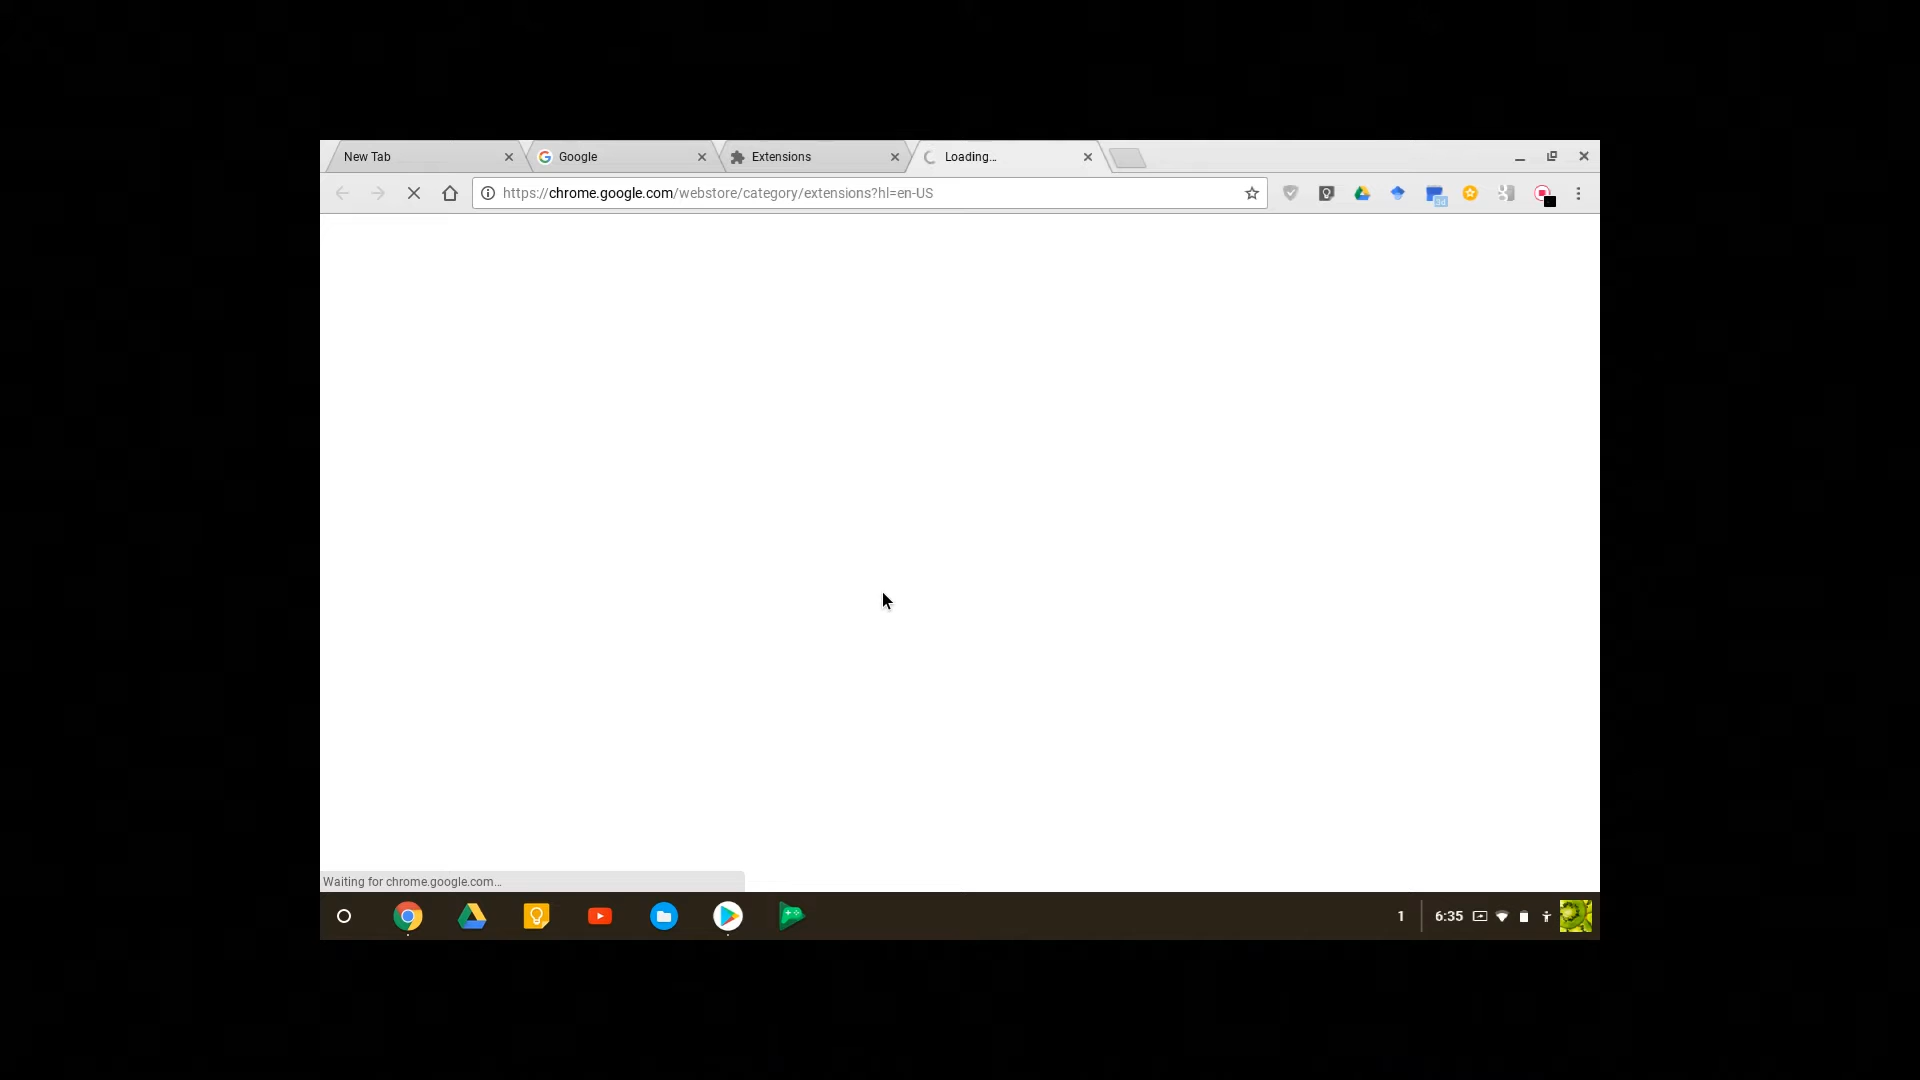 New Tab
Google
Extensions
Loading...
https://chrome.google.com/webstore/category/extensions?hl=en-US
3d
Waiting for chrome.google.com...
1
6:35